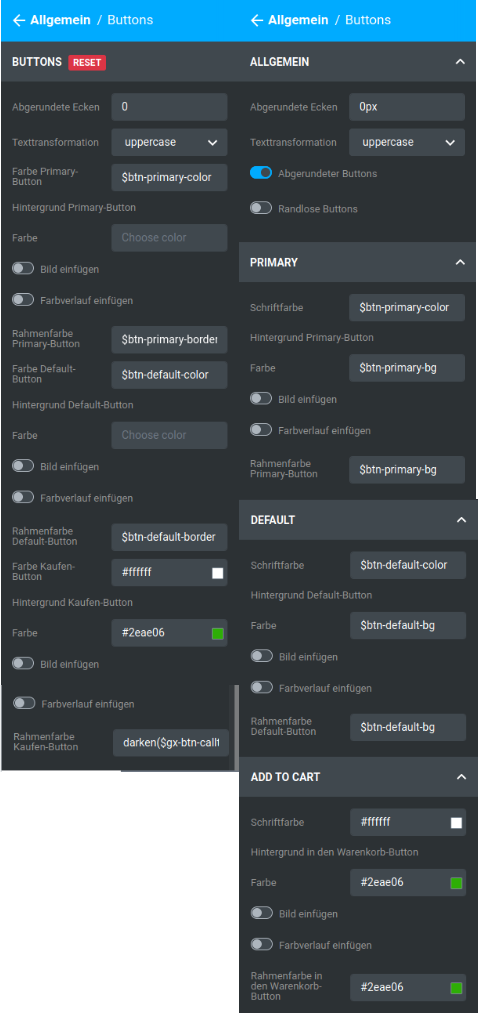 Allgemein / Buttons
BUTTONS RESET
Abgerundete Ecken 0
Texttransformation uppercase
Farbe Primary-
Button $btn-primary-color
Hintergrund Primary-Button
Farbe Choose color
Bild einfügen
Farbverlauf einfügen
Rahmenfarbe
Primary-Button $btn-primary-border
Farbe Default-
Button $btn-default-color
Hintergrund Default-Button
Farbe Choose color
Bild einfügen
Farbverlauf einfügen
Rahmenfarbe
Default-Button $btn-default-border
Farbe Kaufen-
Button #ffffff
Hintergrund Kaufen-Button
Farbe #2eae06
Bild einfügen
Farbverlauf einfügen
Rahmenfarbe
Kaufen-Button darken($gx-btn-callt
Allgemein / Buttons
ALLGEMEIN
Abgerundete Ecken 0px
Texttransformation uppercase
Abgerundeter Buttons
Randlose Buttons
PRIMARY
Schriftfarbe $btn-primary-color
Hintergrund Primary-Button
Farbe $btn-primary-bg
Bild einfügen
Farbverlauf einfügen
Rahmenfarbe
Primary-Button $btn-primary-bg
DEFAULT
Schriftfarbe $btn-default-color
Hintergrund Default-Button
Farbe $btn-default-bg
Bild einfügen
Farbverlauf einfügen
Rahmenfarbe
Default-Button $btn-default-bg
ADD TO CART
Schriftfarbe #ffffff
Hintergrund in den Warenkorb-Button
Farbe #2eae06
Bild einfügen
Farbverlauf einfügen
Rahmenfarbe in
den Warenkorb-
Button #2eae06